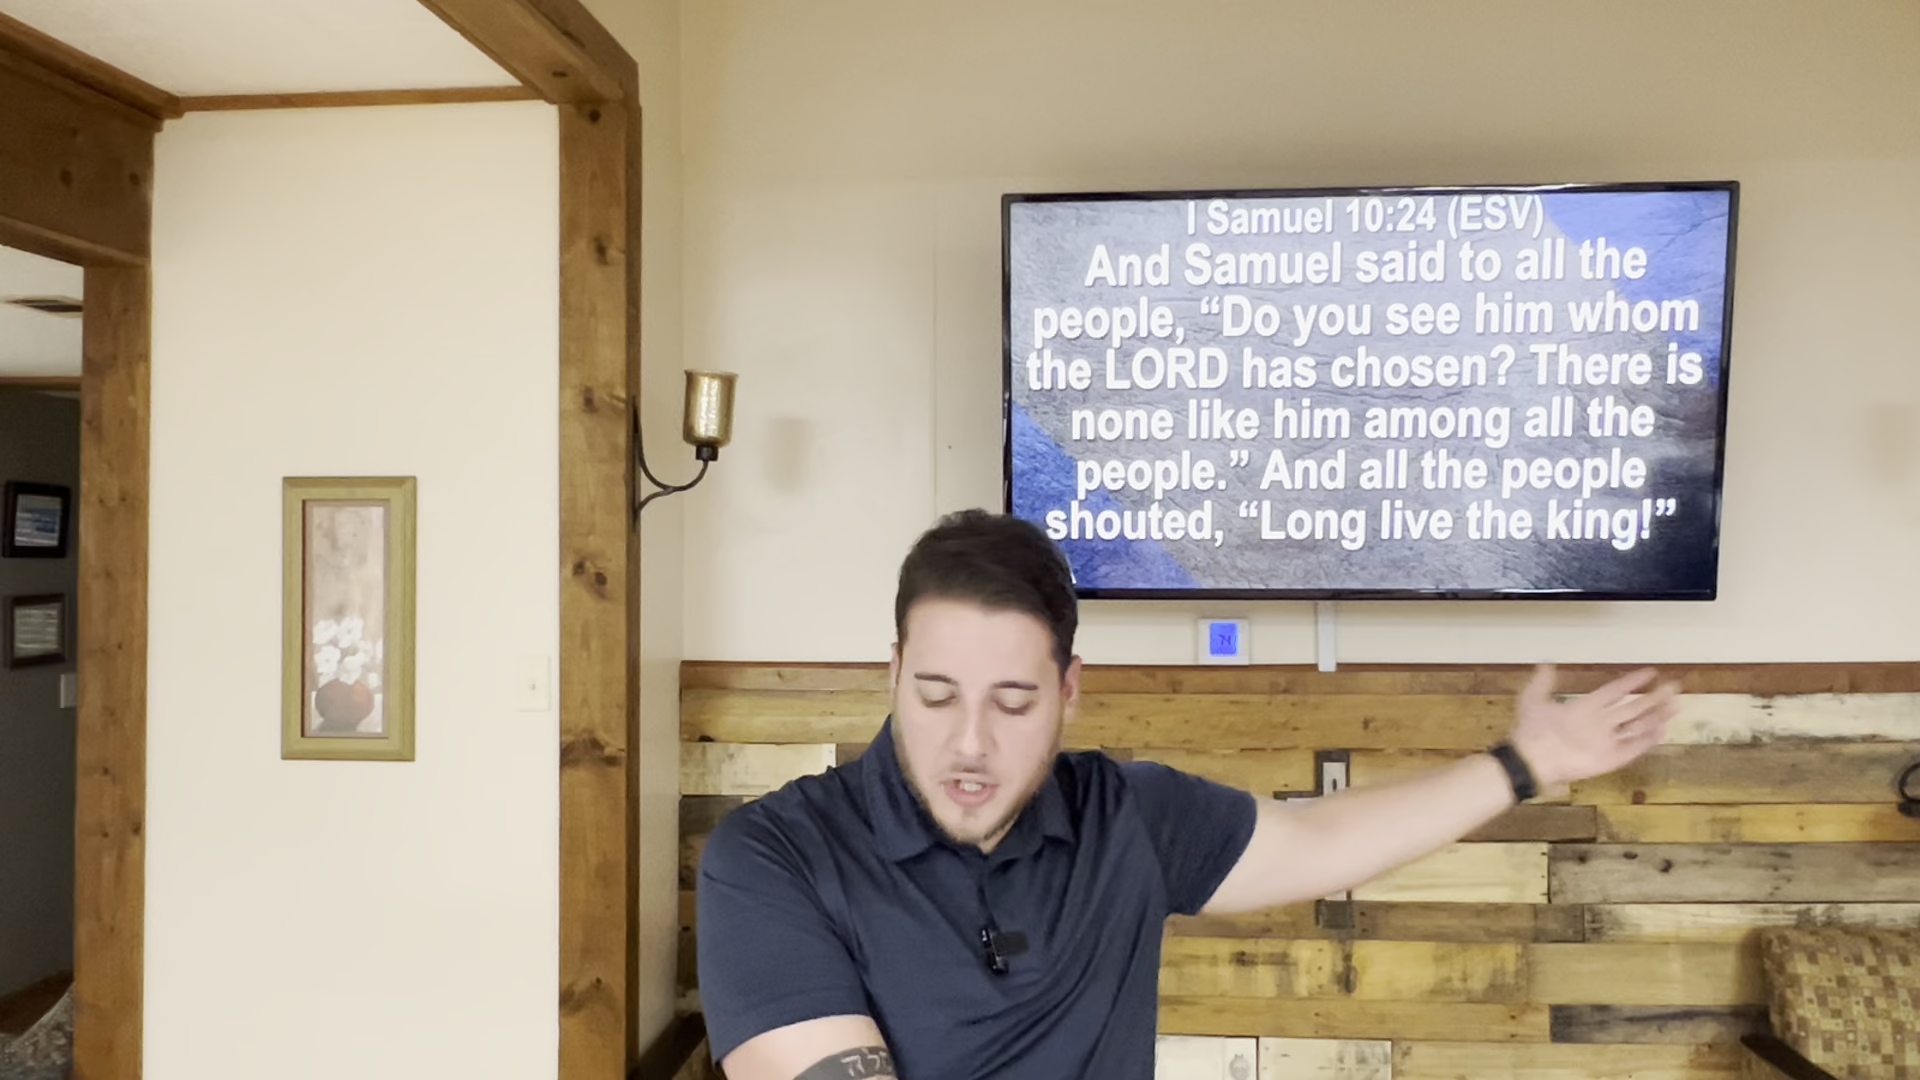 I Samuel 10:24 (ESV)
And Samuel said to all the
people, “Do you see him whom
the LORD has chosen? There is
none like him among all the
people.” And all the people
shouted, “Long live the king!”
74